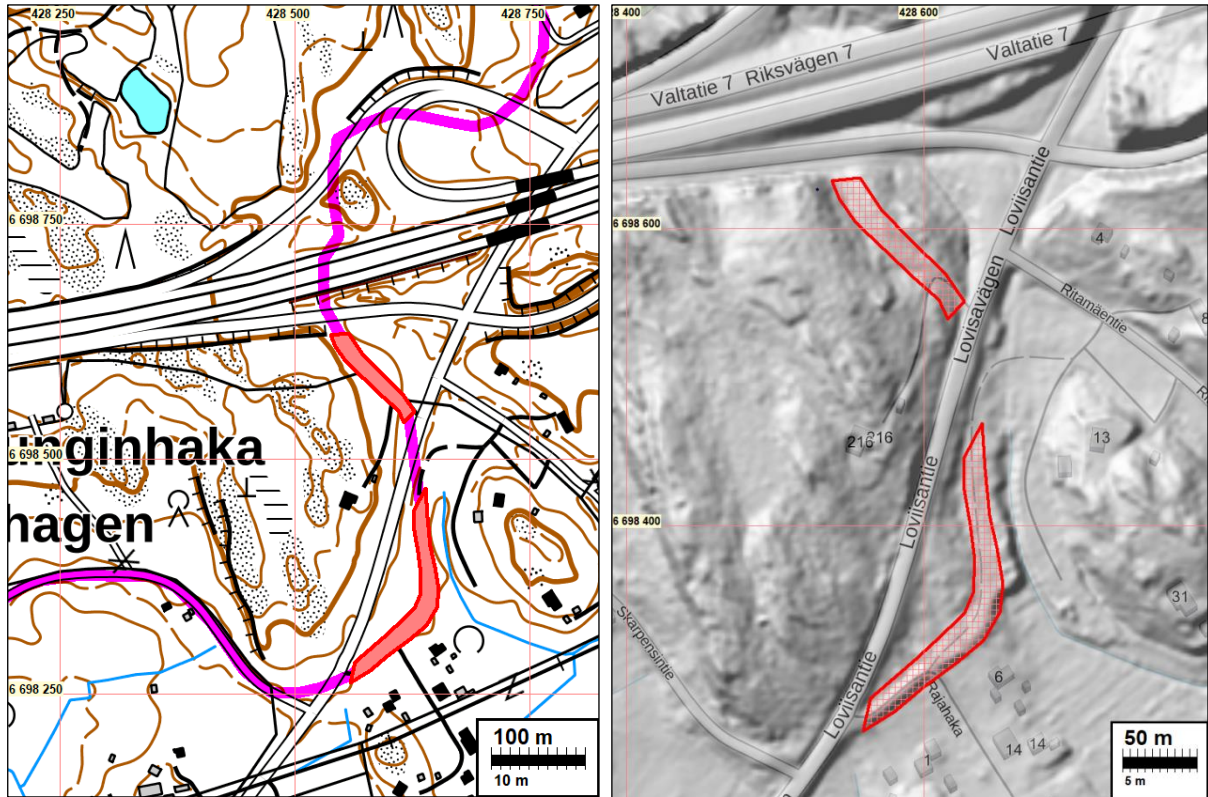 428 250
428 500
428 750
6 698 750
6 698 500
unginhaka
hagen
6 698 250
100 m
10 m
428 400
428 600
Valtatie 7 Riksvägen 7
Valtatie 7
Loviisantie
6 698 600
4
Ritamäentie
8
Lovisavägen
216
216
13
Loviisantie
6 698 400
31
Skarpensintie
Loviisantie
Rajahaka
6
14
14
1
50 m
5 m